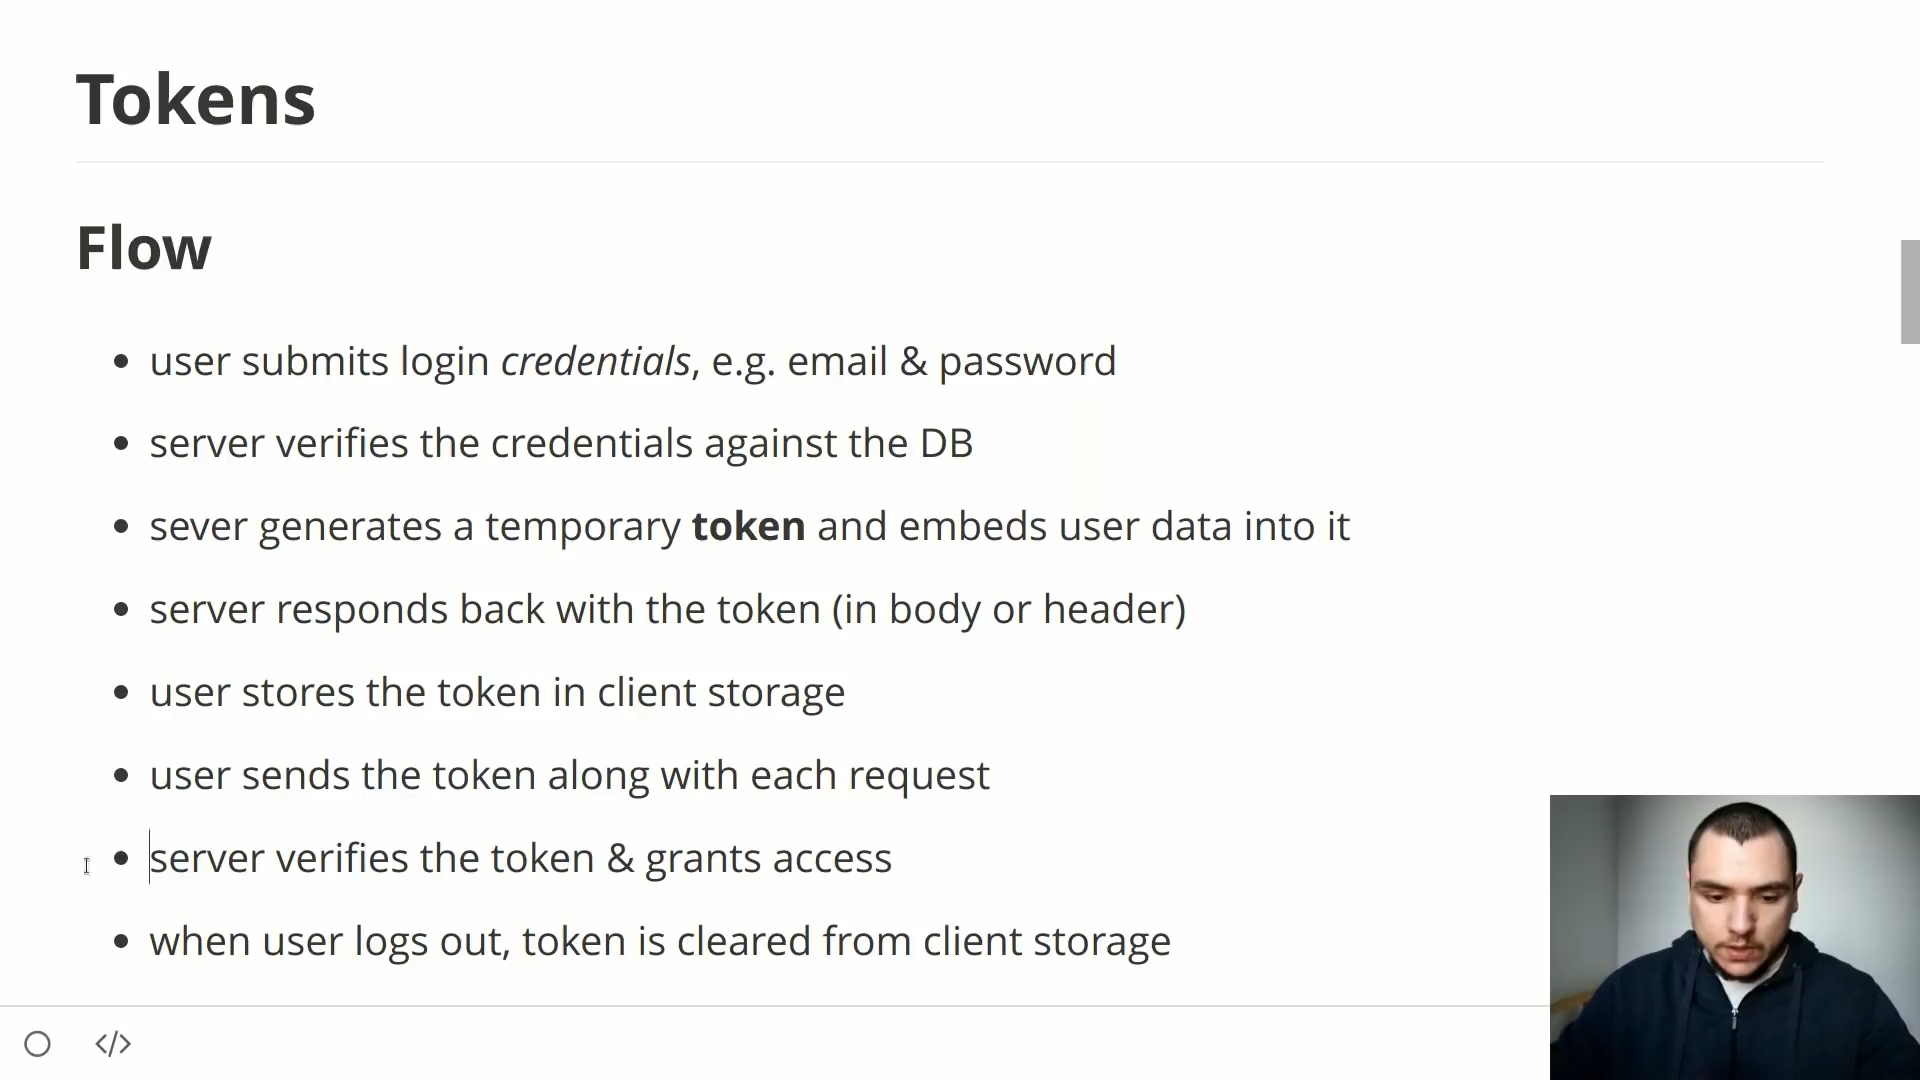 Tokens
Flow
user submits login credentials, e.g. email & password
server verifies the credentials against the DB
sever generates a temporary token and embeds user data into it
server responds back with the token (in body or header)
user stores the token in client storage
user sends the token along with each request
server verifies the token & grants access
when user logs out, token is cleared from client storage